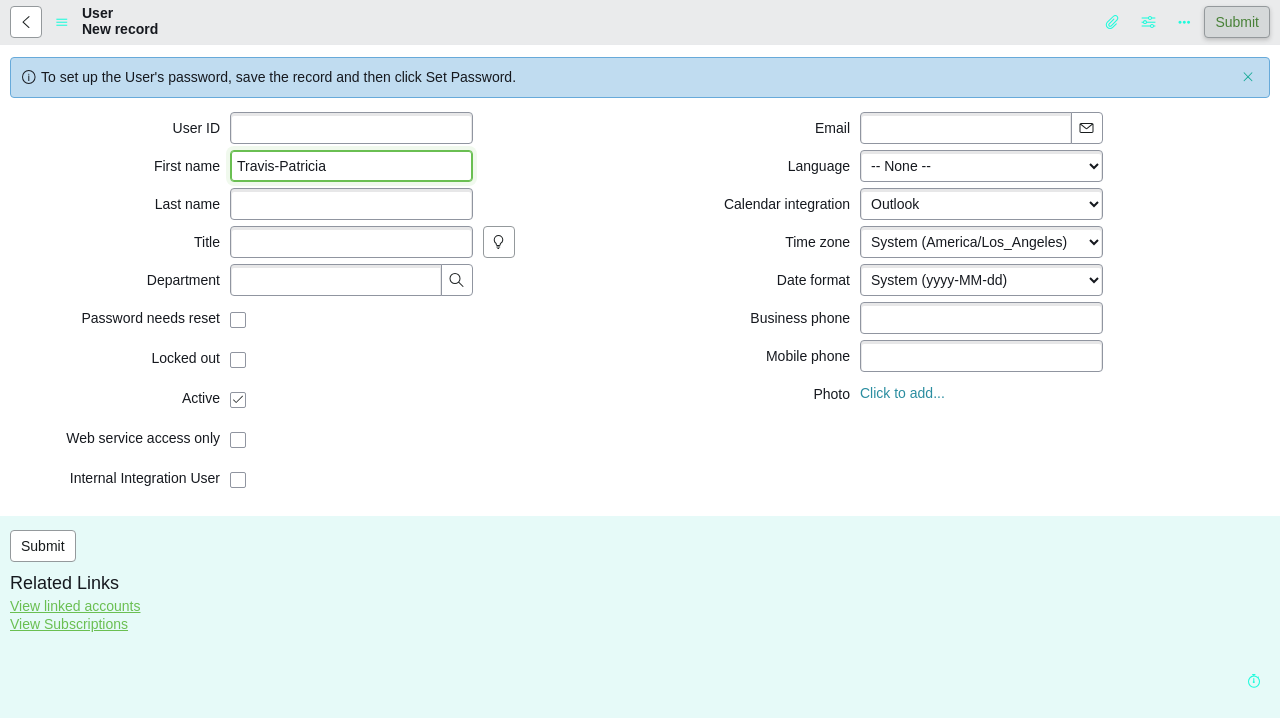 User
New record
Submit
To set up the User's password, save the record and then click Set Password.
User ID
First name Travis-Patricia
Last name
Title
Department
Password needs reset
Locked out
Active
Web service access only
Internal Integration User
Email
Language -- None --
Calendar integration Outlook
Time zone System (America/Los_Angeles)
Date format System (yyyy-MM-dd)
Business phone
Mobile phone
Photo Click to add...
Submit
Related Links
View linked accounts
View Subscriptions